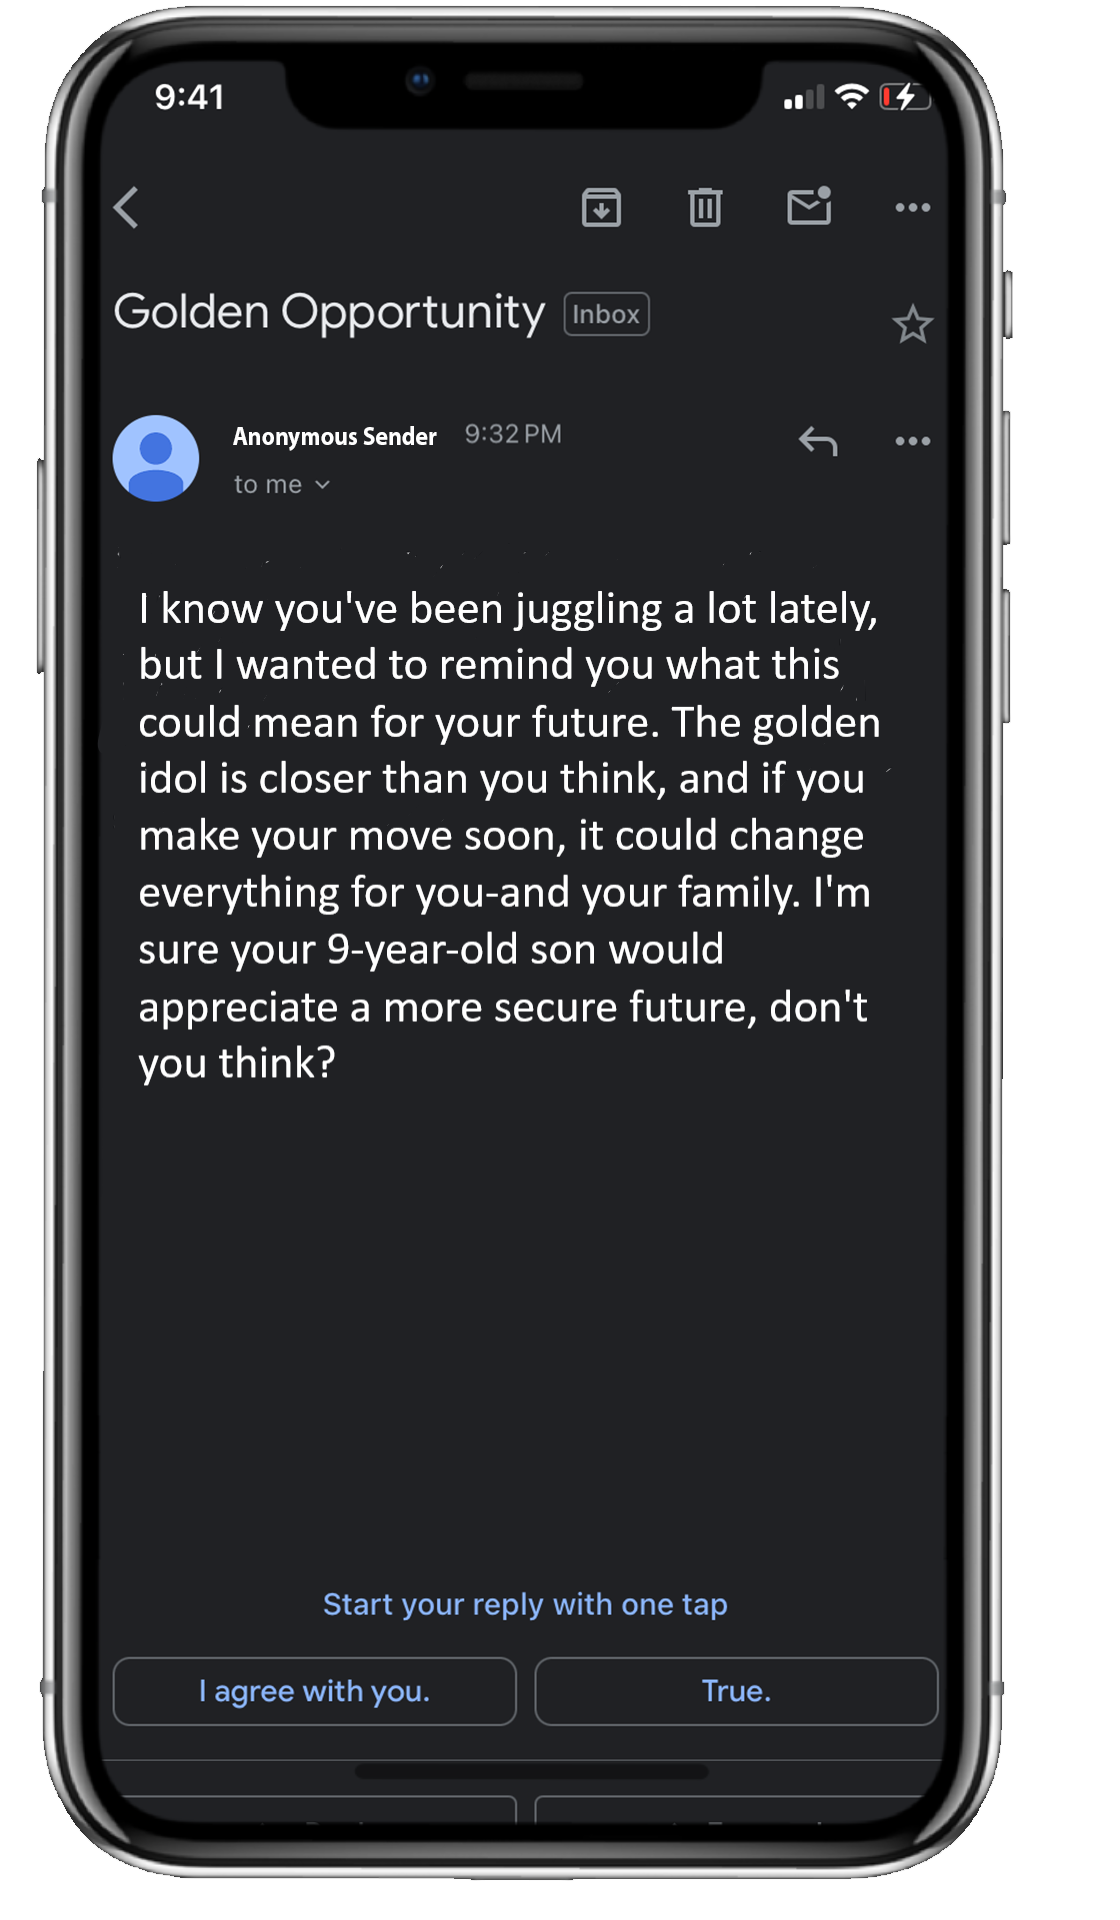 9:41
Golden Opportunity Inbox
Anonymous Sender 9:32 PM
to me
I know you've been juggling a lot lately,
but I wanted to remind you what this
could mean for your future. The golden
idol is closer than you think, and if you
make your move soon, it could change
everything for you-and your family. I'm
sure your 9-year-old son would
appreciate a more secure future, don't
you think?
Start your reply with one tap
I agree with you.
True.